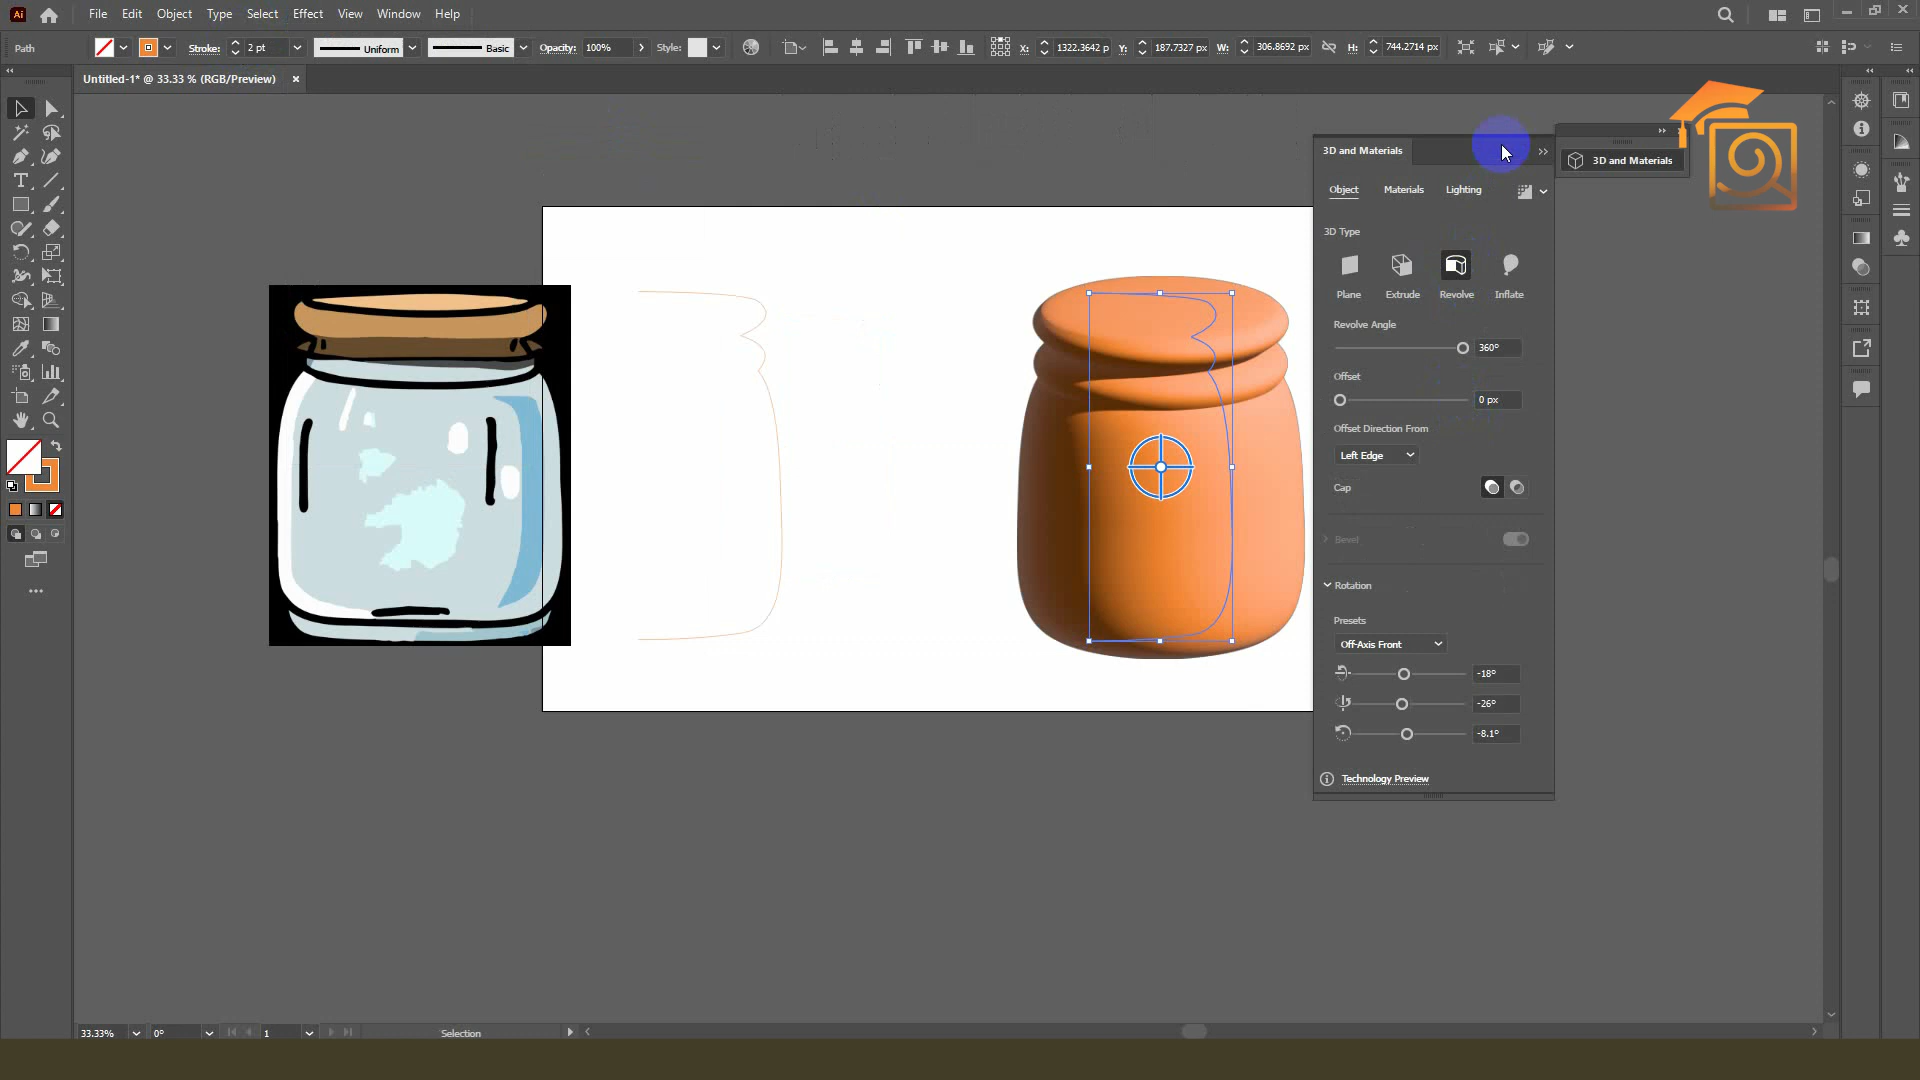 Ai File Edit Object Type Select Effect View Window Help
Path Stroke: 2 pt Uniform Basic Opacity: 100% Style: X: 1322.3642 p Y: 187.7327 px W: 306.8692 px H: 744.2714 px
Untitled-1* @ 33.33 % (RGB/Preview)
3D and Materials
3D and Materials
Object Materials Lighting
3D Type
Plane Extrude Revolve Inflate
Revolve Angle
360°
Offset
0 px
Offset Direction From
Left Edge
Cap
Bevel
Rotation
Presets
Off-Axis Front
-18°
-26°
-8.1°
Technology Preview
33.33% 0° 1 Selection